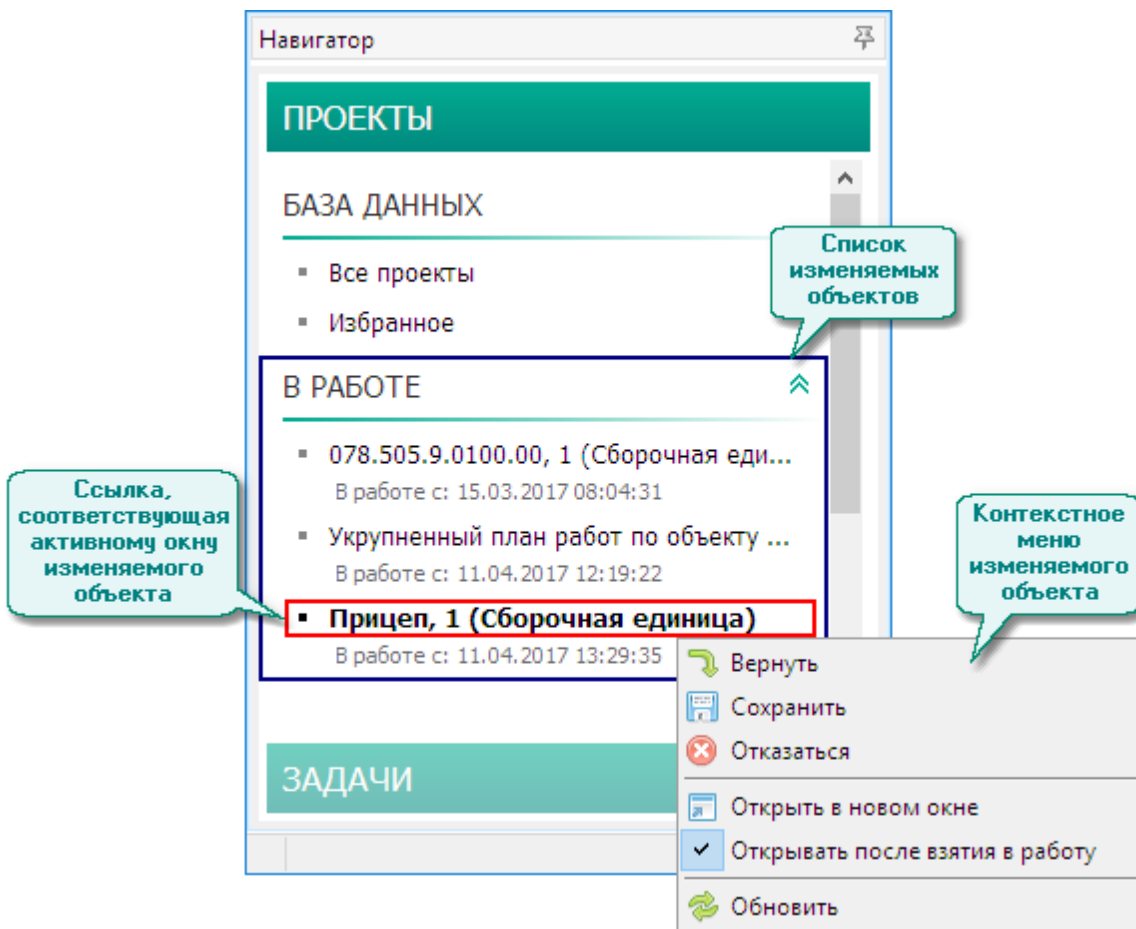 Навигатор
ПРОЕКТЫ
БАЗА ДАННЫХ
Все проекты
Избранное
Список
изменяемых
объектов
В РАБОТЕ
078.505.9.0100.00, 1 (Сборочная еди...
В работе с: 15.03.2017 08:04:31
Укрупненный план работ по объекту ...
В работе с: 11.04.2017 12:19:22
Прицеп, 1 (Сборочная единица)
В работе с: 11.04.2017 13:29:35
Ссылка,
соответствующая
активному окну
изменяемого
объекта
Контекстное
меню
изменяемого
объекта
Вернуть
Сохранить
Отказаться
Открыть в новом окне
Открывать после взятия в работу
Обновить
ЗАДАЧИ